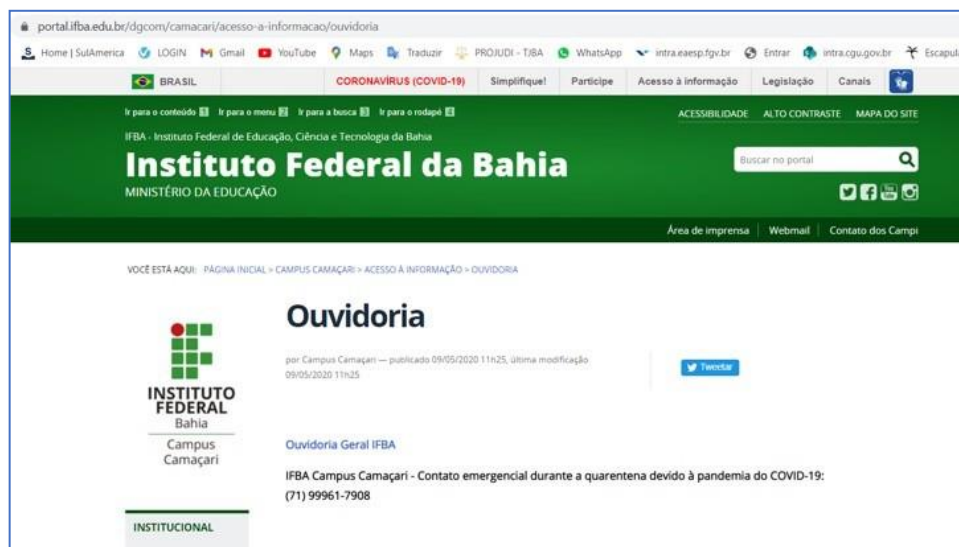 portal.ifba.edu.br/dgcom/camacari/acesso-a-informacao/ouvidoria
Home | SulAmerica LOGIN Gmail YouTube Maps Traduzir PROJUDI - TJBA WhatsApp intra.eaesp.fgv.br Entrar intra.cgu.gov.br
BRASIL CORONAVÍRUS (COVID-19) Simplifique! Participe Acesso à informação Legislação Canais
Ir para o conteúdo 1 Ir para o menu 2 Ir para a busca 3 Ir para o rodapé 4 ACESSIBILIDADE ALTO CONTRASTE MAPA DO SITE
IFBA - Instituto Federal de Educação, Ciência e Tecnologia da Bahia
Instituto Federal da Bahia
Buscar no portal
MINISTÉRIO DA EDUCAÇÃO
Área de imprensa Webmail Contato dos Campi
VOCÊ ESTÁ AQUI: PÁGINA INICIAL > CAMPUS CAMAÇARI > ACESSO À INFORMAÇÃO > OUVIDORIA
Ouvidoria
por Campus Camaçari — publicado 09/05/2020 11h25, última modificação
09/05/2020 11h25
Tweetar
INSTITUTO
FEDERAL
Bahia
Campus
Camaçari
Ouvidoria Geral IFBA
IFBA Campus Camaçari - Contato emergencial durante a quarentena devido à pandemia do COVID-19:
(71) 99961-7908
INSTITUCIONAL